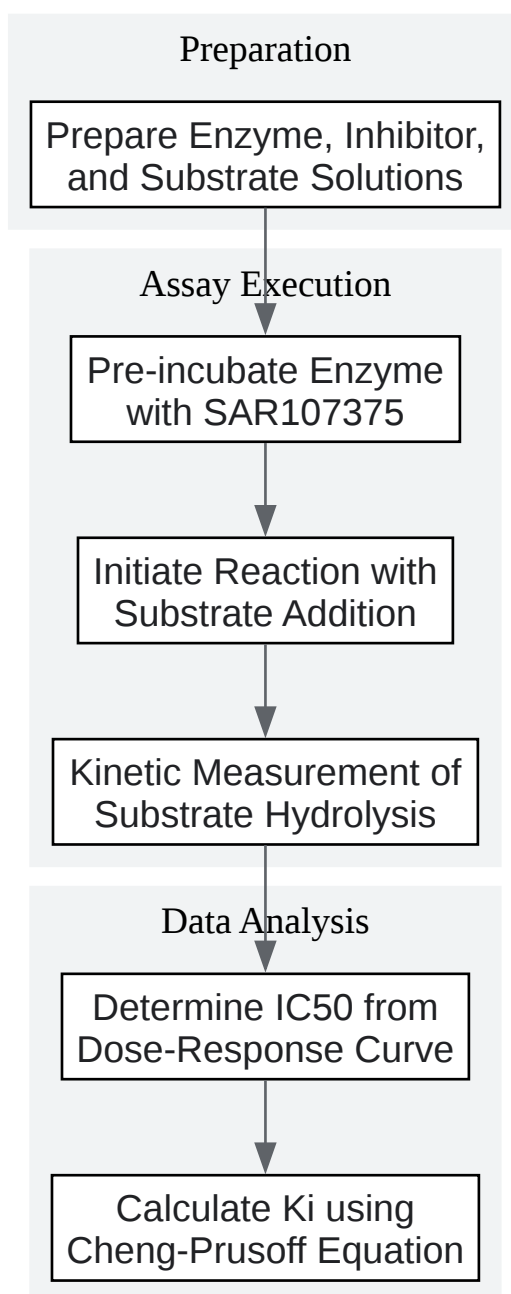 Preparation
Prepare Enzyme, Inhibitor,
and Substrate Solutions
Assay Execution
Pre-incubate Enzyme
with SAR107375
Initiate Reaction with
Substrate Addition
Kinetic Measurement of
Substrate Hydrolysis
Data Analysis
Determine IC50 from
Dose-Response Curve
Calculate Ki using
Cheng-Prusoff Equation